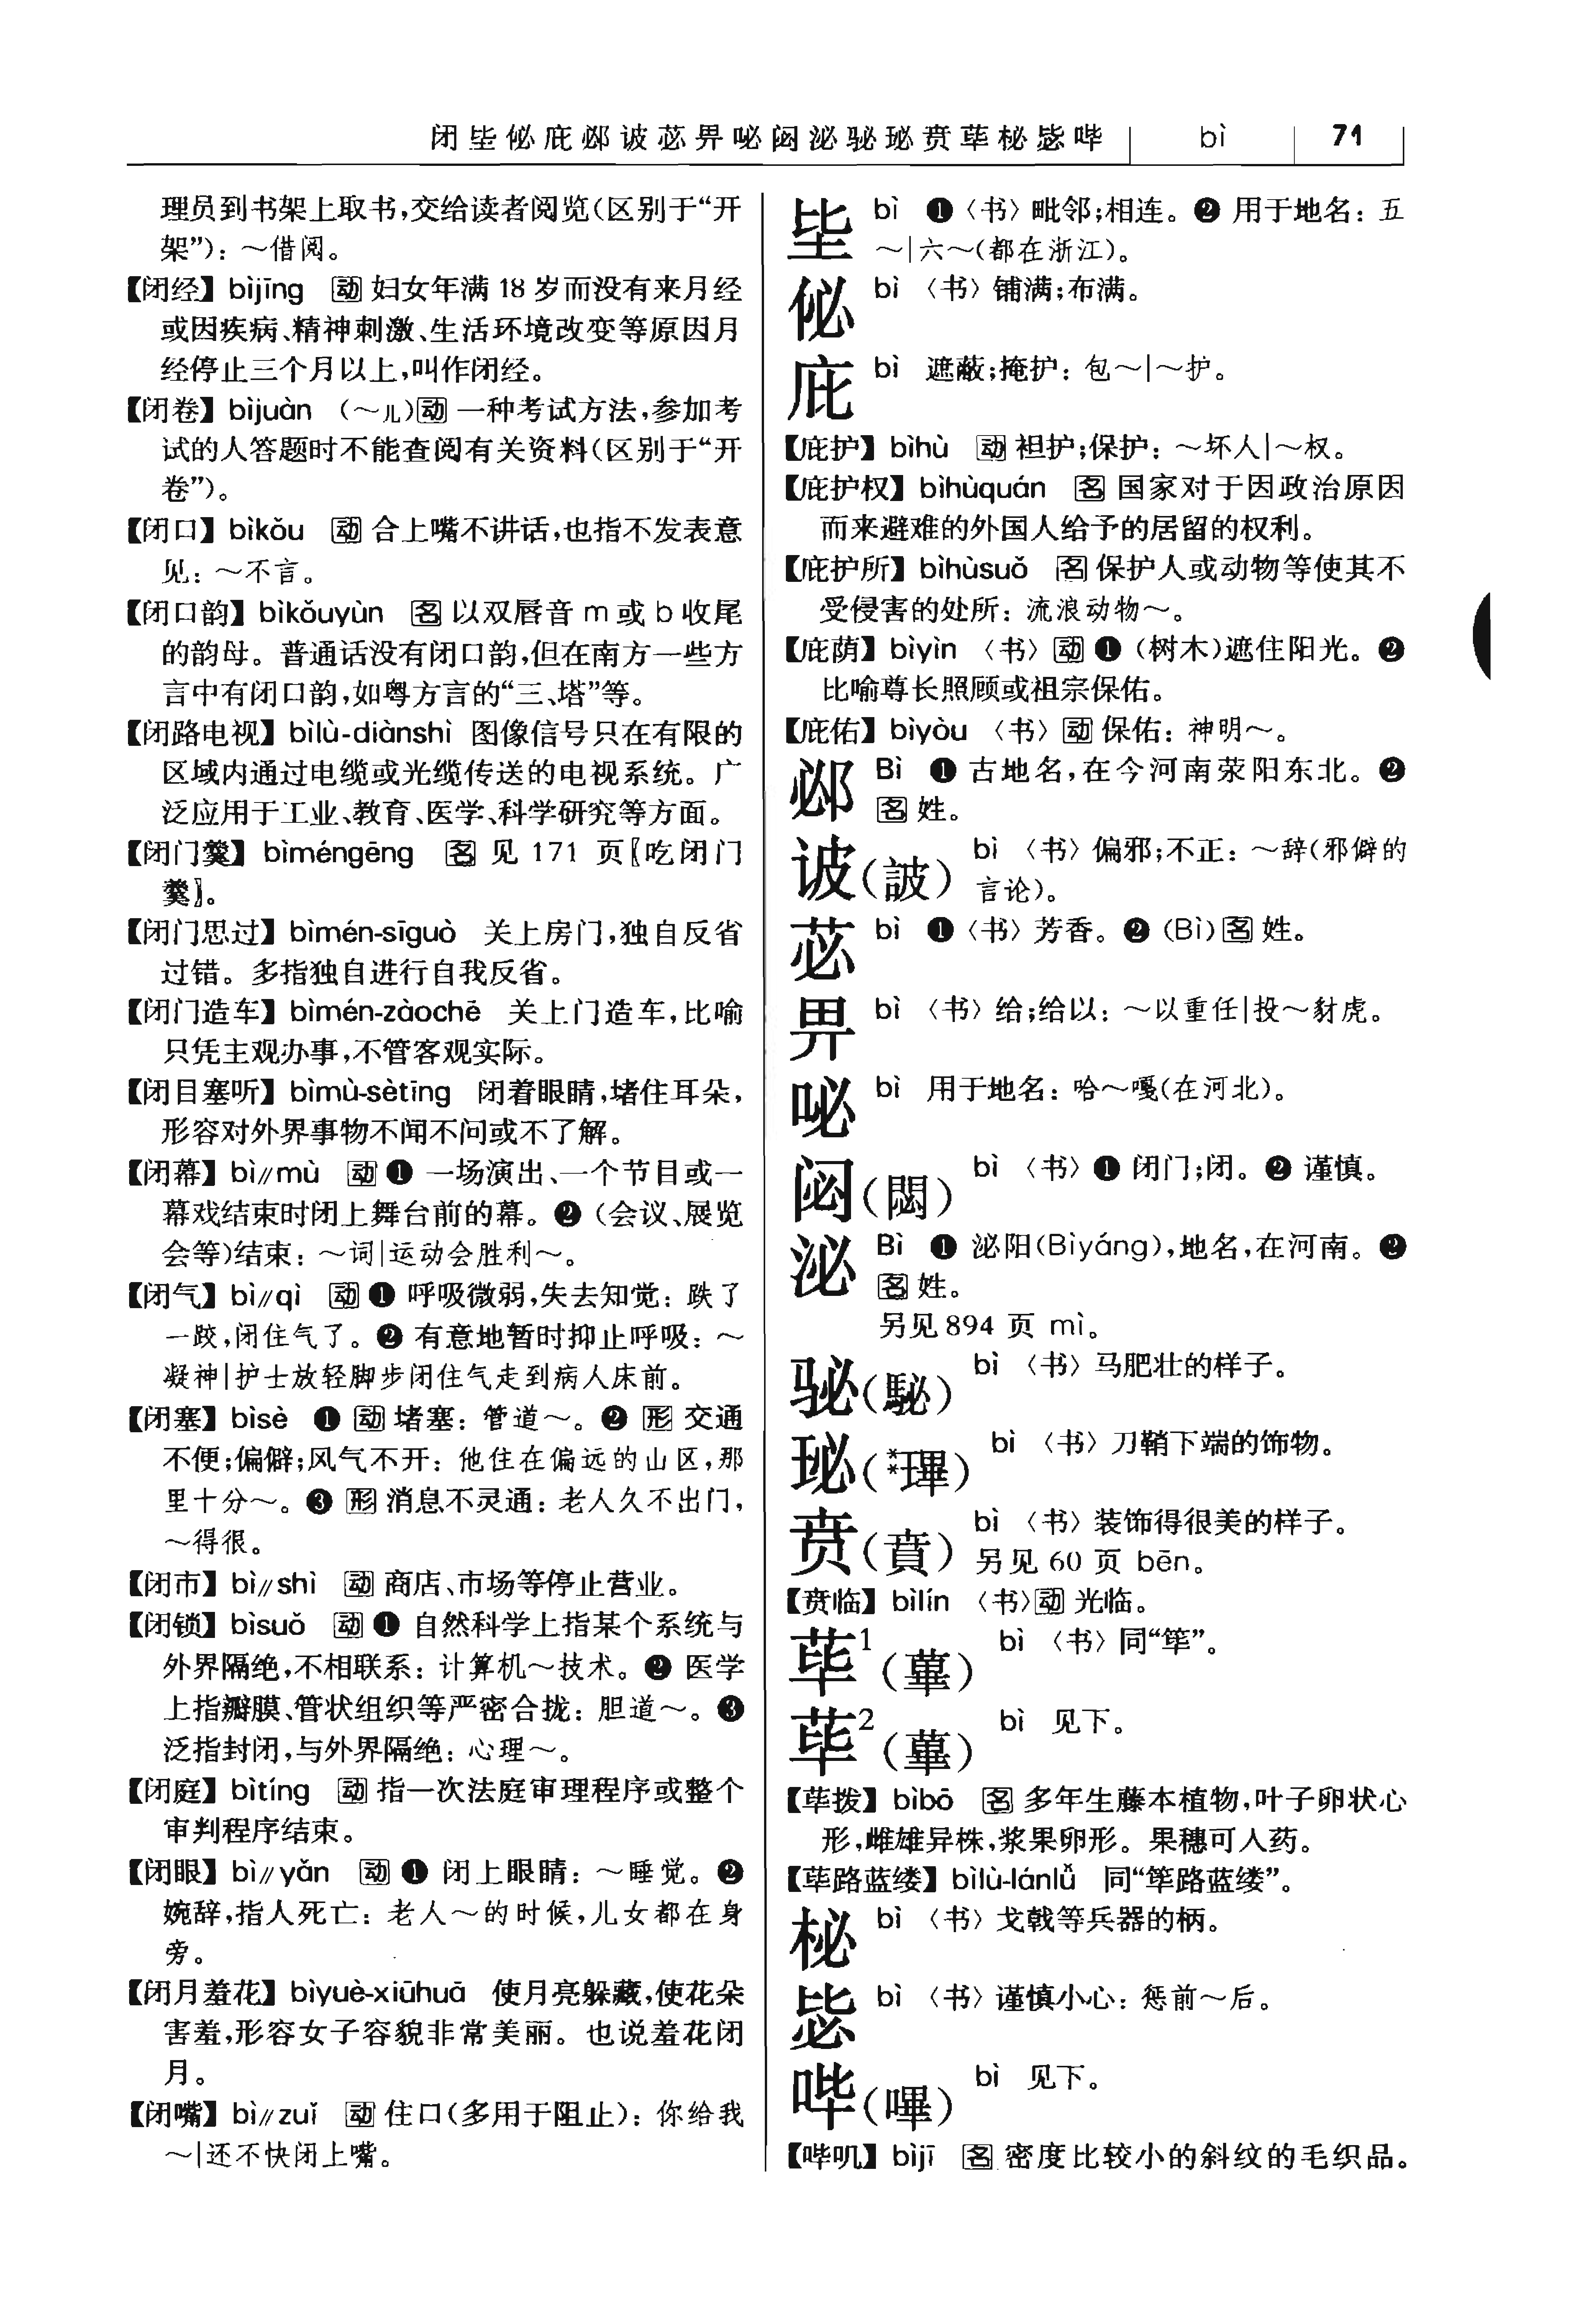 闭坒佖庇邲诐苾畀咇闷泌駜珌贲荜柲毖哔 bì 71
理员到书架上取书,交给读者阅览(区别于“开
架”):~借阅。
【闭经】bìjīng 动 妇女年满 18 岁而没有来月经
或因疾病、精神刺激、生活环境改变等原因月
经停止三个月以上,叫作闭经。
【闭卷】bìjuàn (~儿)动 一种考试方法,参加考
试的人答题时不能查阅有关资料(区别于“开
卷”)。
【闭口】bìkǒu 动 合上嘴不讲话,也指不发表意
见:~不言。
【闭口韵】bìkǒuyùn 名 以双唇音 m 或 b 收尾
的韵母。普通话没有闭口韵,但在南方一些方
言中有闭口韵,如粤方言的“三、塔”等。
【闭路电视】bìlù-diànshì 图像信号只在有限的
区域内通过电缆或光缆传送的电视系统。广
泛应用于工业、教育、医学、科学研究等方面。
【闭门羹】bìméngēng 名 见 171 页〖吃闭门
羹〗。
【闭门思过】bìmén-sīguò 关上房门,独自反省
过错。多指独自进行自我反省。
【闭门造车】bìmén-zàochē 关上门造车,比喻
只凭主观办事,不管客观实际。
【闭目塞听】bìmù-sètīng 闭着眼睛,堵住耳朵,
形容对外界事物不闻不问或不了解。
【闭幕】bì//mù 动 ❶ 一场演出、一个节目或一
幕戏结束时闭上舞台前的幕。❷(会议、展览
会等)结束:~词|运动会胜利~。
【闭气】bì//qì 动 ❶ 呼吸微弱,失去知觉:跌了
一跤,闭住气了。❷ 有意地暂时抑止呼吸:~
凝神|护士放轻脚步闭住气走到病人床前。
【闭塞】bìsè ❶ 动 堵塞:管道~。❷ 形 交通
不便;偏僻;风气不开:他住在偏远的山区,那
里十分~。❸ 形 消息不灵通:老人久不出门,
~得很。
【闭市】bì//shì 动 商店、市场等停止营业。
【闭锁】bìsuǒ 动 ❶ 自然科学上指某个系统与
外界隔绝,不相联系:计算机~技术。❷ 医学
上指瓣膜、管状组织等严密合拢:胆道~。❸
泛指封闭,与外界隔绝:心理~。
【闭庭】bìtíng 动 指一次法庭审理程序或整个
审判程序结束。
【闭眼】bì//yǎn 动 ❶ 闭上眼睛:~睡觉。❷
婉辞,指人死亡:老人~的时候,儿女都在身
旁。
【闭月羞花】bìyuè-xiūhuā 使月亮躲藏,使花朵
害羞,形容女子容貌非常美丽。也说羞花闭
月。
【闭嘴】bì//zuǐ 动 住口(多用于阻止):你给我
~|还不快闭上嘴。
坒 bì ❶〈书〉毗邻;相连。❷ 用于地名:五
~|六~(都在浙江)。
佖 bì 〈书〉铺满;布满。
庇 bì 遮蔽;掩护:包~|~护。
【庇护】bìhù 动 袒护;保护:~坏人|~权。
【庇护权】bìhùquán 名 国家对于因政治原因
而来避难的外国人给予的居留的权利。
【庇护所】bìhùsuǒ 名 保护人或动物等使其不
受侵害的处所:流浪动物~。
【庇荫】bìyìn 〈书〉动 ❶(树木)遮住阳光。❷
比喻尊长照顾或祖宗保佑。
【庇佑】bìyòu 〈书〉动 保佑:神明~。
邲 Bì ❶ 古地名,在今河南荥阳东北。❷
名 姓。
诐(詖) bì 〈书〉偏邪;不正:~辞(邪僻的
言论)。
苾 bì ❶〈书〉芳香。❷(Bì)名 姓。
畀 bì 〈书〉给;给以:~以重任|投~豺虎。
咇 bì 用于地名:哈~嘎(在河北)。
闷(閟) bì 〈书〉❶ 闭门;闭。❷ 谨慎。
泌 Bì ❶ 泌阳(Bìyáng),地名,在河南。❷
名 姓。
另见 894 页 mì。
驰(駜) bì 〈书〉马肥壮的样子。
珌(**琿) bì 〈书〉刀鞘下端的饰物。
贲(賁) bì 〈书〉装饰得很美的样子。
另见 60 页 bēn。
【贲临】bìlín 〈书〉动 光临。
荜¹(蓽) bì 〈书〉同“筚”。
荜²(蓽) bì 见下。
【荜拨】bìbō 名 多年生藤本植物,叶子卵状心
形,雌雄异株,浆果卵形。果穗可入药。
【荜路蓝缕】bìlù-lánlǚ 同“筚路蓝缕”。
柲 bì 〈书〉戈戟等兵器的柄。
毖 bì 〈书〉谨慎小心:惩前~后。
哔(嗶) bì 见下。
【哔叽】bìjī 名 密度比较小的斜纹的毛织品。